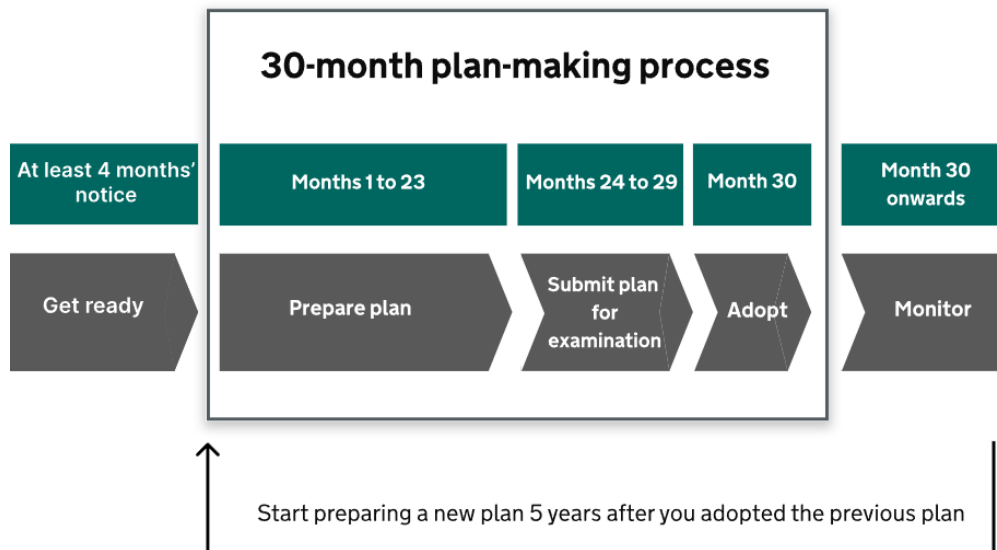 30-month plan-making process
At least 4 months’
notice
Months 1 to 23
Months 24 to 29
Month 30
Month 30
onwards
Get ready
Prepare plan
Submit plan
for
examination
Adopt
Monitor
Start preparing a new plan 5 years after you adopted the previous plan